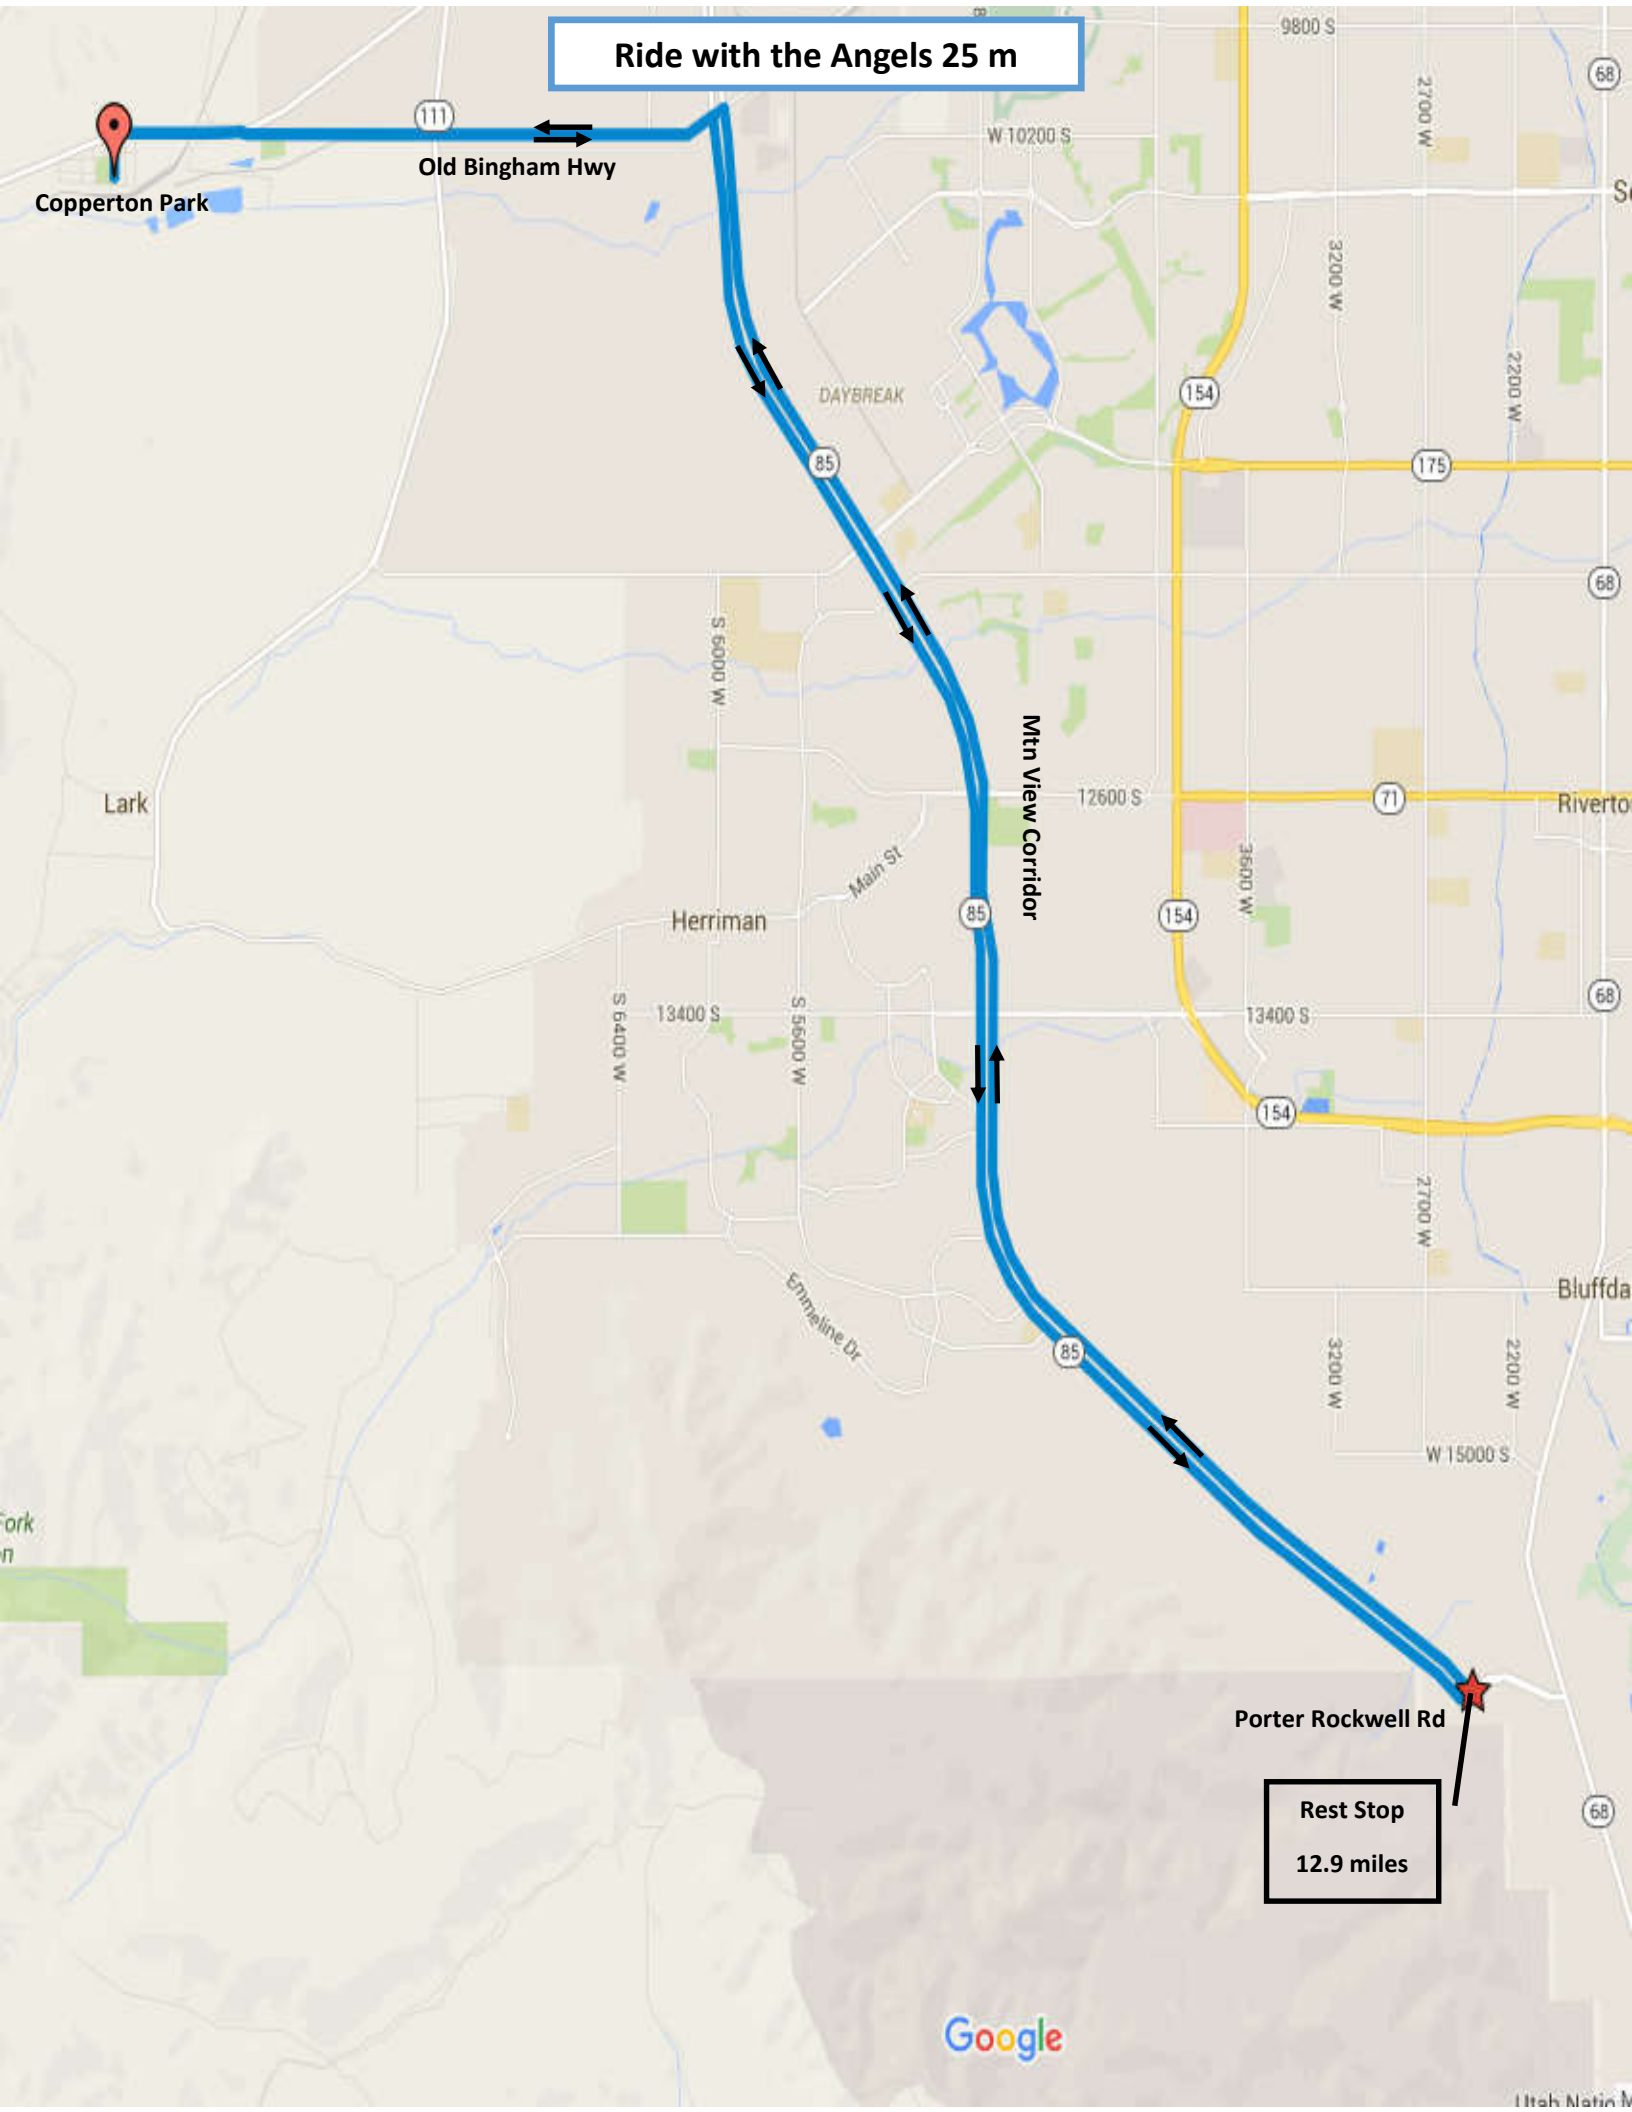 Ride with the Angels 25 m
9800 S
68
111
2700 W
W 10200 S
Old Bingham Hwy
Copperton Park
3200 W
2200 W
DAYBREAK
154
85
175
68
S 6000 W
Mtn View Corridor
Lark
12600 S
71
Main St
3600 W
Herriman
85
154
68
S 6400 W
13400 S
S 5600 W
13400 S
154
2700 W
Emmeline Dr
85
3200 W
2200 W
W 15000 S
Porter Rockwell Rd
Rest Stop
12.9 miles
68
Google